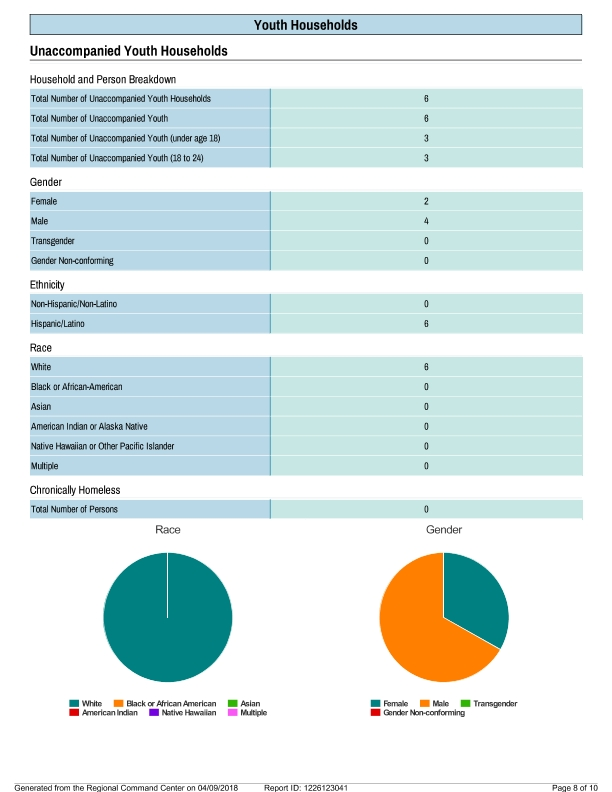 Youth Households
Unaccompanied Youth Households
Household and Person Breakdown
Total Number of Unaccompanied Youth Households 6
Total Number of Unaccompanied Youth 6
Total Number of Unaccompanied Youth (under age 18) 3
Total Number of Unaccompanied Youth (18 to 24) 3
Gender
Female 2
Male 4
Transgender 0
Gender Non-conforming 0
Ethnicity
Non-Hispanic/Non-Latino 0
Hispanic/Latino 6
Race
White 6
Black or African-American 0
Asian 0
American Indian or Alaska Native 0
Native Hawaiian or Other Pacific Islander 0
Multiple 0
Chronically Homeless
Total Number of Persons 0
Race Gender
White Black or African American Asian Female Male Transgender
American Indian Native Hawaiian Multiple Gender Non-conforming
Generated from the Regional Command Center on 04/09/2018 Report ID: 1226123041 Page 8 of 10